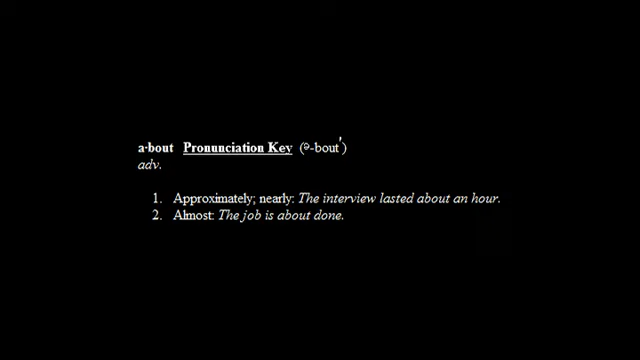 a·bout Pronunciation Key (ə-bout′)
adv.
1. Approximately; nearly: The interview lasted about an hour.
2. Almost: The job is about done.